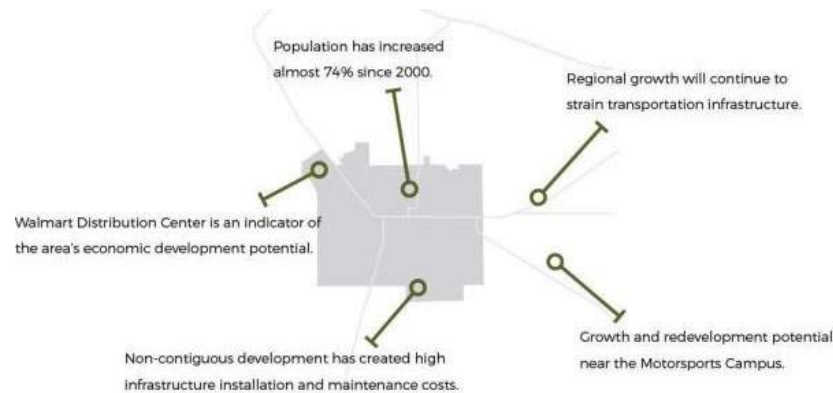 Population has increased
almost 74% since 2000.
Regional growth will continue to
strain transportation infrastructure.
Walmart Distribution Center is an indicator of
the area's economic development potential.
Growth and redevelopment potential
near the Motorsports Campus.
Non-contiguous development has created high
infrastructure installation and maintenance costs.